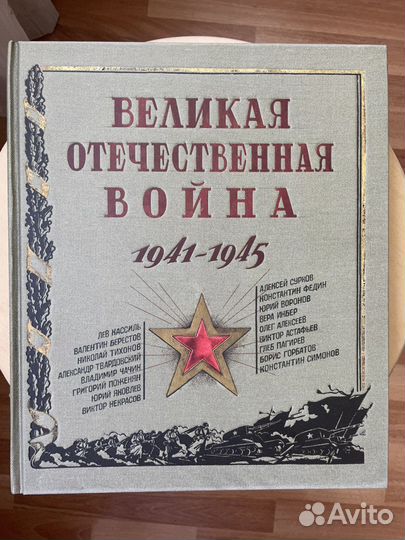 ВЕЛИКАЯ
ОТЕЧЕСТВЕННАЯ
ВОЙНА
1941-1945
ЛЕВ КАССИЛЬ
ВАЛЕНТИН БЕРЕСТОВ
НИКОЛАЙ ТИХОНОВ
АЛЕКСАНДР ТВАРДОВСКИЙ
ВЛАДИМИР ЧАЧИН
ГРИГОРИЙ ПОЖЕНЯН
ЮРИЙ ЯКОВЛЕВ
ВИКТОР НЕКРАСОВ
АЛЕКСЕЙ СУРКОВ
КОНСТАНТИН ФЕДИН
ЮРИЙ ВОРОНОВ
ВЕРА ИНБЕР
ОЛЕГ АЛЕКСЕЕВ
ВИКТОР АСТАФЬЕВ
ГЛЕБ ПАГИРЕВ
БОРИС ГОРБАТОВ
КОНСТАНТИН СИМОНОВ
Avito